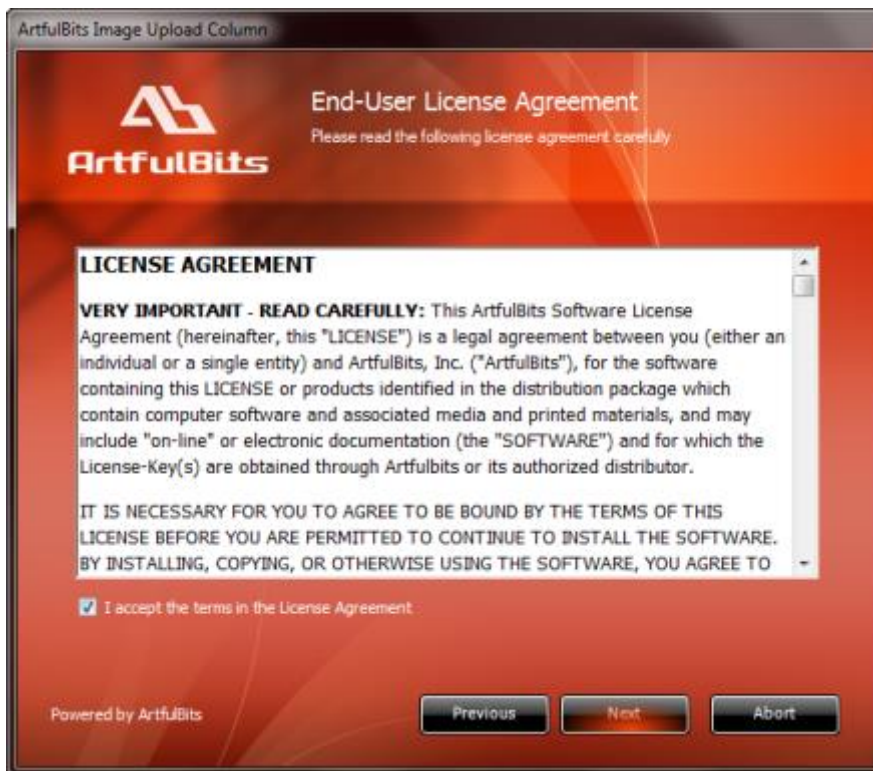 ArtfulBits Image Upload Column
ArtfulBits
End-User License Agreement
Please read the following license agreement carefully
LICENSE AGREEMENT
VERY IMPORTANT - READ CAREFULLY: This ArtfulBits Software License
Agreement (hereinafter, this "LICENSE") is a legal agreement between you (either an
individual or a single entity) and ArtfulBits, Inc. ("ArtfulBits"), for the software
containing this LICENSE or products identified in the distribution package which
contain computer software and associated media and printed materials, and may
include "on-line" or electronic documentation (the "SOFTWARE") and for which the
License-Key(s) are obtained through Artfulbits or its authorized distributor.
IT IS NECESSARY FOR YOU TO AGREE TO BE BOUND BY THE TERMS OF THIS
LICENSE BEFORE YOU ARE PERMITTED TO CONTINUE TO INSTALL THE SOFTWARE.
BY INSTALLING, COPYING, OR OTHERWISE USING THE SOFTWARE, YOU AGREE TO
I accept the terms in the License Agreement
Powered by ArtfulBits
Previous
Next
Abort